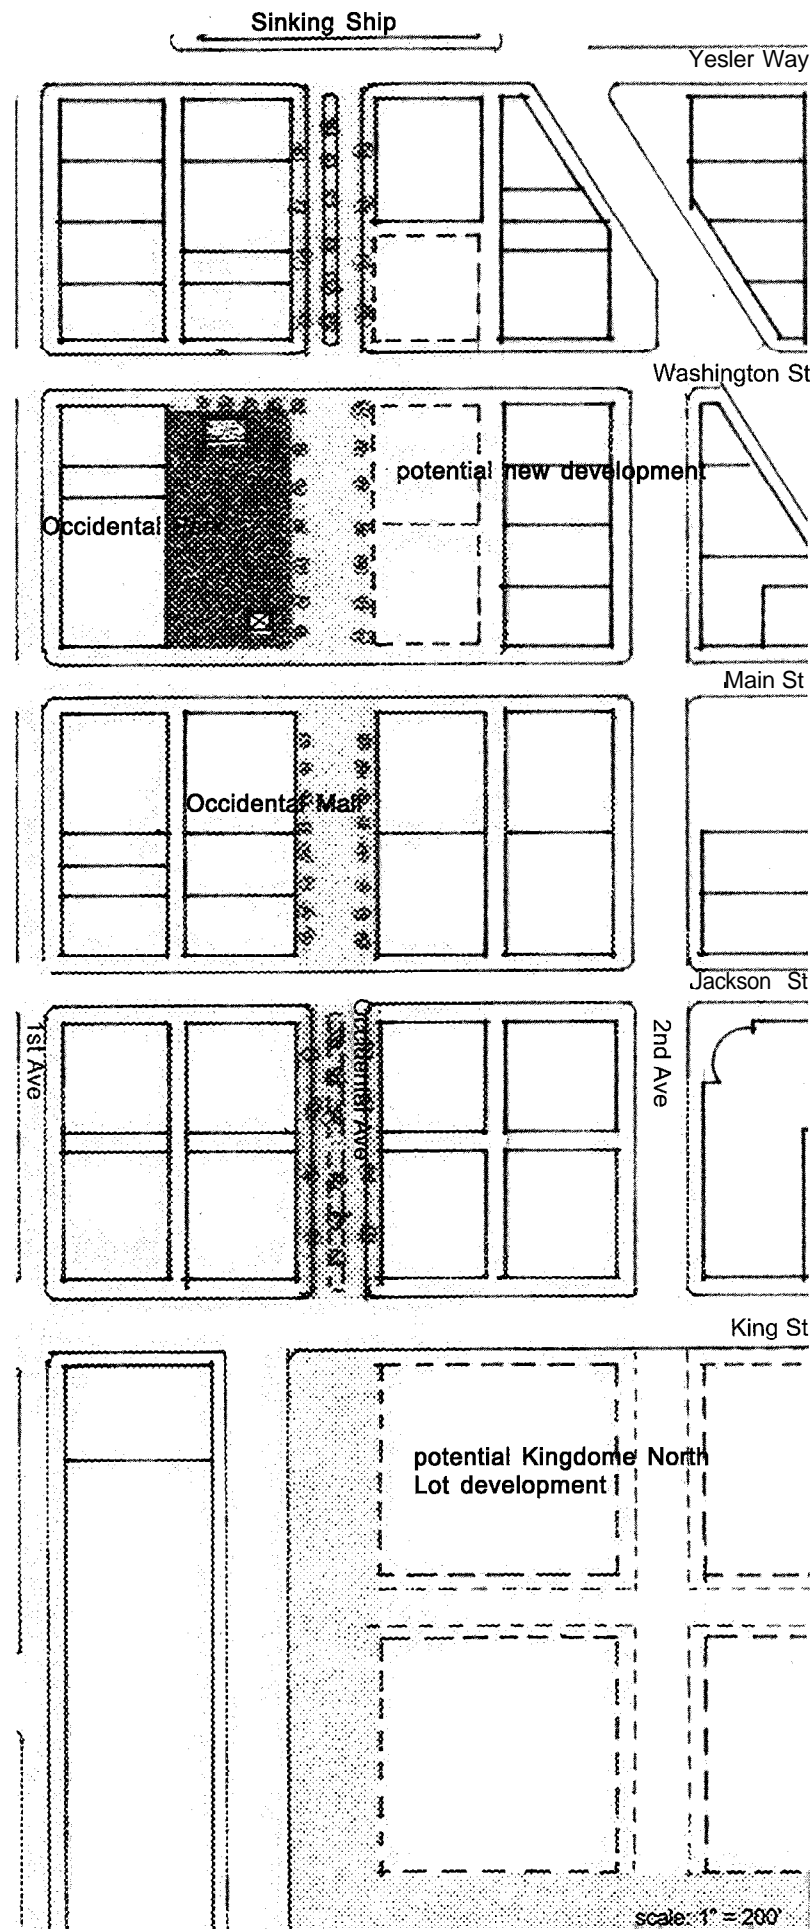 Sinking Ship
Yesler Way
Washington St
potential new development
Occidental
Main St
Occidental Mall
Jackson St
1st Ave
Occidental Ave
2nd Ave
King St
potential Kingdome North
Lot development
scale: 1" = 200'